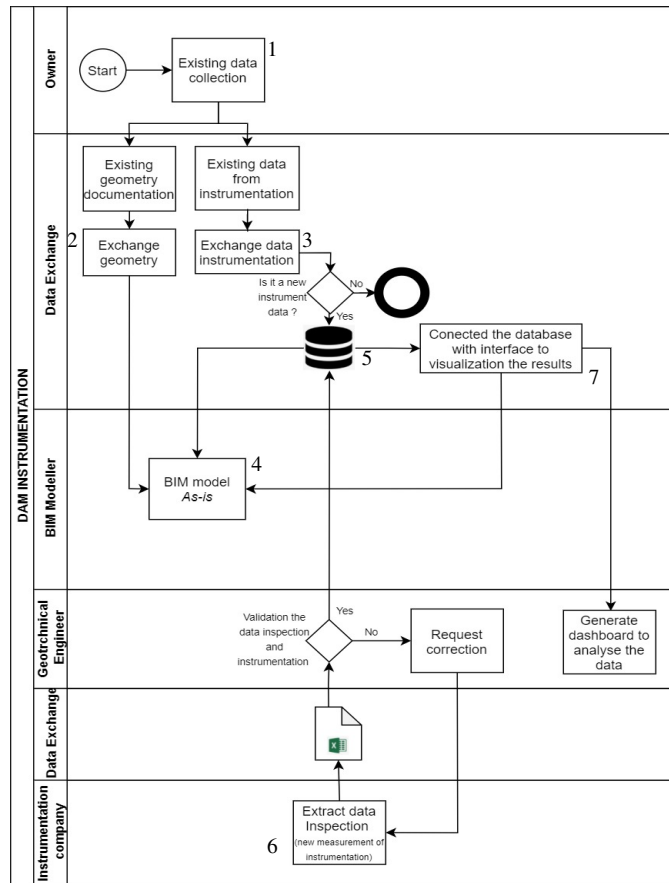 DAM INSTRUMENTATION
Owner
Start
Existing data
collection
1
Data Exchange
Existing
geometry
documentation
Existing data
from
instrumentation
2
Exchange
geometry
Exchange data
instrumentation
3
Is it a new
instrument
data ?
No
Yes
5
Conected the database
with interface to
visualization the results
7
BIM Modeller
BIM model
As-is
4
Geotrchnical
Engineer
Validation the
data inspection
and
instrumentation
Yes
No
Request
correction
Generate
dashboard to
analyse the
data
Data Exchange
Instrumentation
company
Extract data
Inspection
(new measurement of
instrumentation)
6